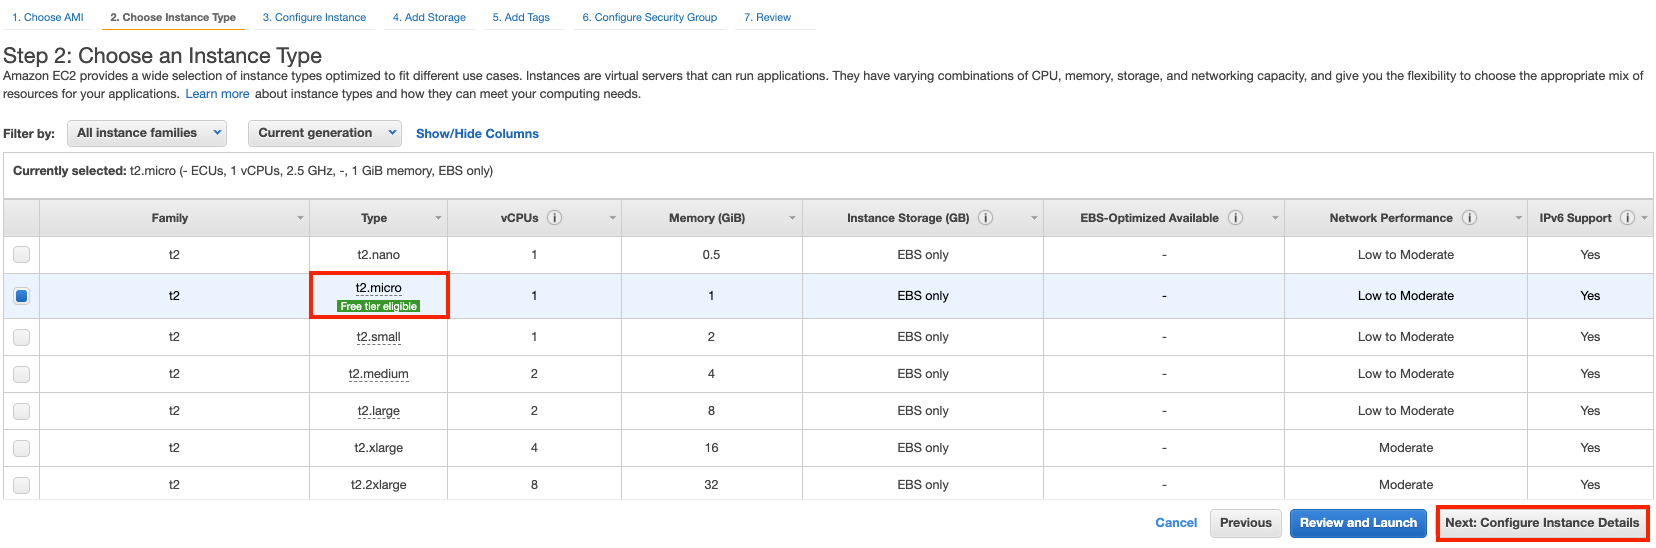 1. Choose AMI 2. Choose Instance Type 3. Configure Instance 4. Add Storage 5. Add Tags 6. Configure Security Group 7. Review
Step 2: Choose an Instance Type
Amazon EC2 provides a wide selection of instance types optimized to fit different use cases. Instances are virtual servers that can run applications. They have varying combinations of CPU, memory, storage, and networking capacity, and give you the flexibility to choose the appropriate mix of
resources for your applications. Learn more about instance types and how they can meet your computing needs.
Filter by: All instance families Current generation Show/Hide Columns
Currently selected: t2.micro (- ECUs, 1 vCPUs, 2.5 GHz, -, 1 GiB memory, EBS only)
Family Type vCPUs i Memory (GiB) Instance Storage (GB) i EBS-Optimized Available i Network Performance i IPv6 Support i
t2 t2.nano 1 0.5 EBS only - Low to Moderate Yes
t2 t2.micro 1 1 EBS only - Low to Moderate Yes
Free tier eligible
t2 t2.small 1 2 EBS only - Low to Moderate Yes
t2 t2.medium 2 4 EBS only - Low to Moderate Yes
t2 t2.large 2 8 EBS only - Low to Moderate Yes
t2 t2.xlarge 4 16 EBS only - Moderate Yes
t2 t2.2xlarge 8 32 EBS only - Moderate Yes
Cancel Previous Review and Launch Next: Configure Instance Details